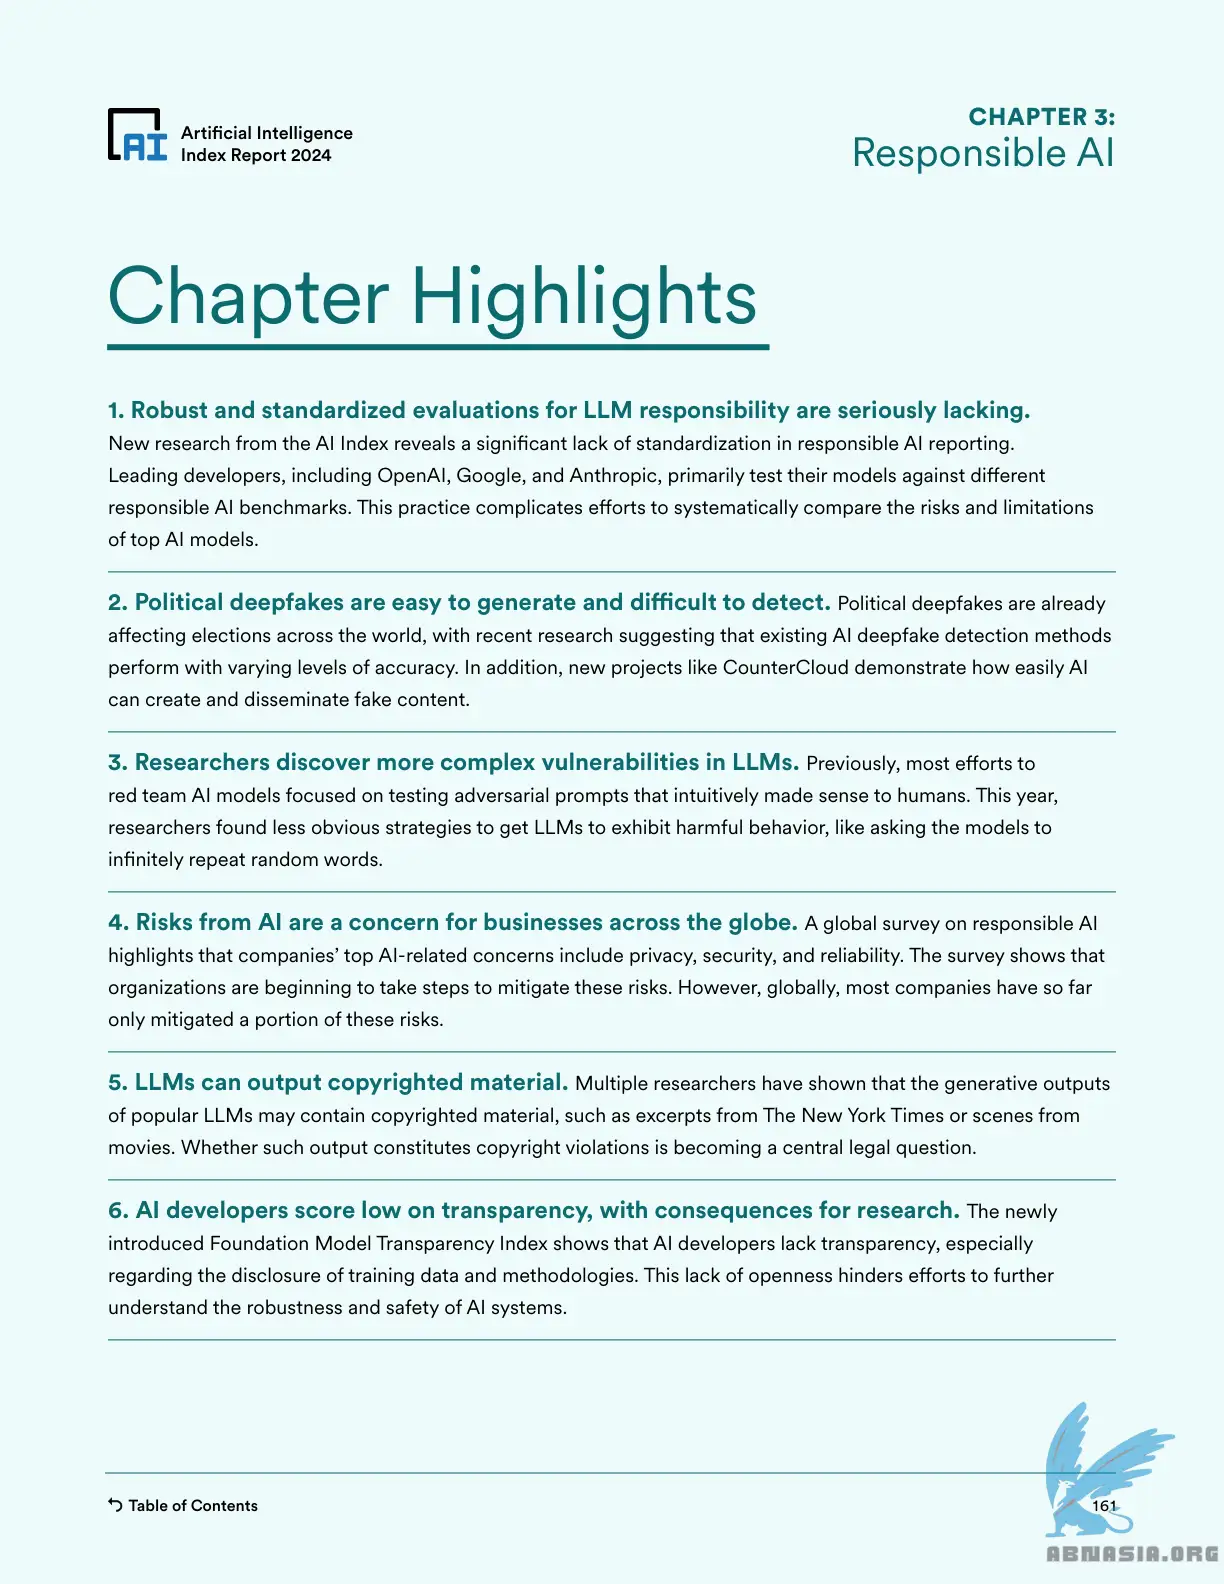 AI
Artificial Intelligence
Index Report 2024
CHAPTER 3:
Responsible AI
Chapter Highlights
1. Robust and standardized evaluations for LLM responsibility are seriously lacking.
New research from the AI Index reveals a significant lack of standardization in responsible AI reporting.
Leading developers, including OpenAI, Google, and Anthropic, primarily test their models against different
responsible AI benchmarks. This practice complicates efforts to systematically compare the risks and limitations
of top AI models.
2. Political deepfakes are easy to generate and difficult to detect. Political deepfakes are already
affecting elections across the world, with recent research suggesting that existing AI deepfake detection methods
perform with varying levels of accuracy. In addition, new projects like CounterCloud demonstrate how easily AI
can create and disseminate fake content.
3. Researchers discover more complex vulnerabilities in LLMs. Previously, most efforts to
red team AI models focused on testing adversarial prompts that intuitively made sense to humans. This year,
researchers found less obvious strategies to get LLMs to exhibit harmful behavior, like asking the models to
infinitely repeat random words.
4. Risks from AI are a concern for businesses across the globe. A global survey on responsible AI
highlights that companies’ top AI-related concerns include privacy, security, and reliability. The survey shows that
organizations are beginning to take steps to mitigate these risks. However, globally, most companies have so far
only mitigated a portion of these risks.
5. LLMs can output copyrighted material. Multiple researchers have shown that the generative outputs
of popular LLMs may contain copyrighted material, such as excerpts from The New York Times or scenes from
movies. Whether such output constitutes copyright violations is becoming a central legal question.
6. AI developers score low on transparency, with consequences for research. The newly
introduced Foundation Model Transparency Index shows that AI developers lack transparency, especially
regarding the disclosure of training data and methodologies. This lack of openness hinders efforts to further
understand the robustness and safety of AI systems.
Table of Contents
161
ABNASIA.ORG